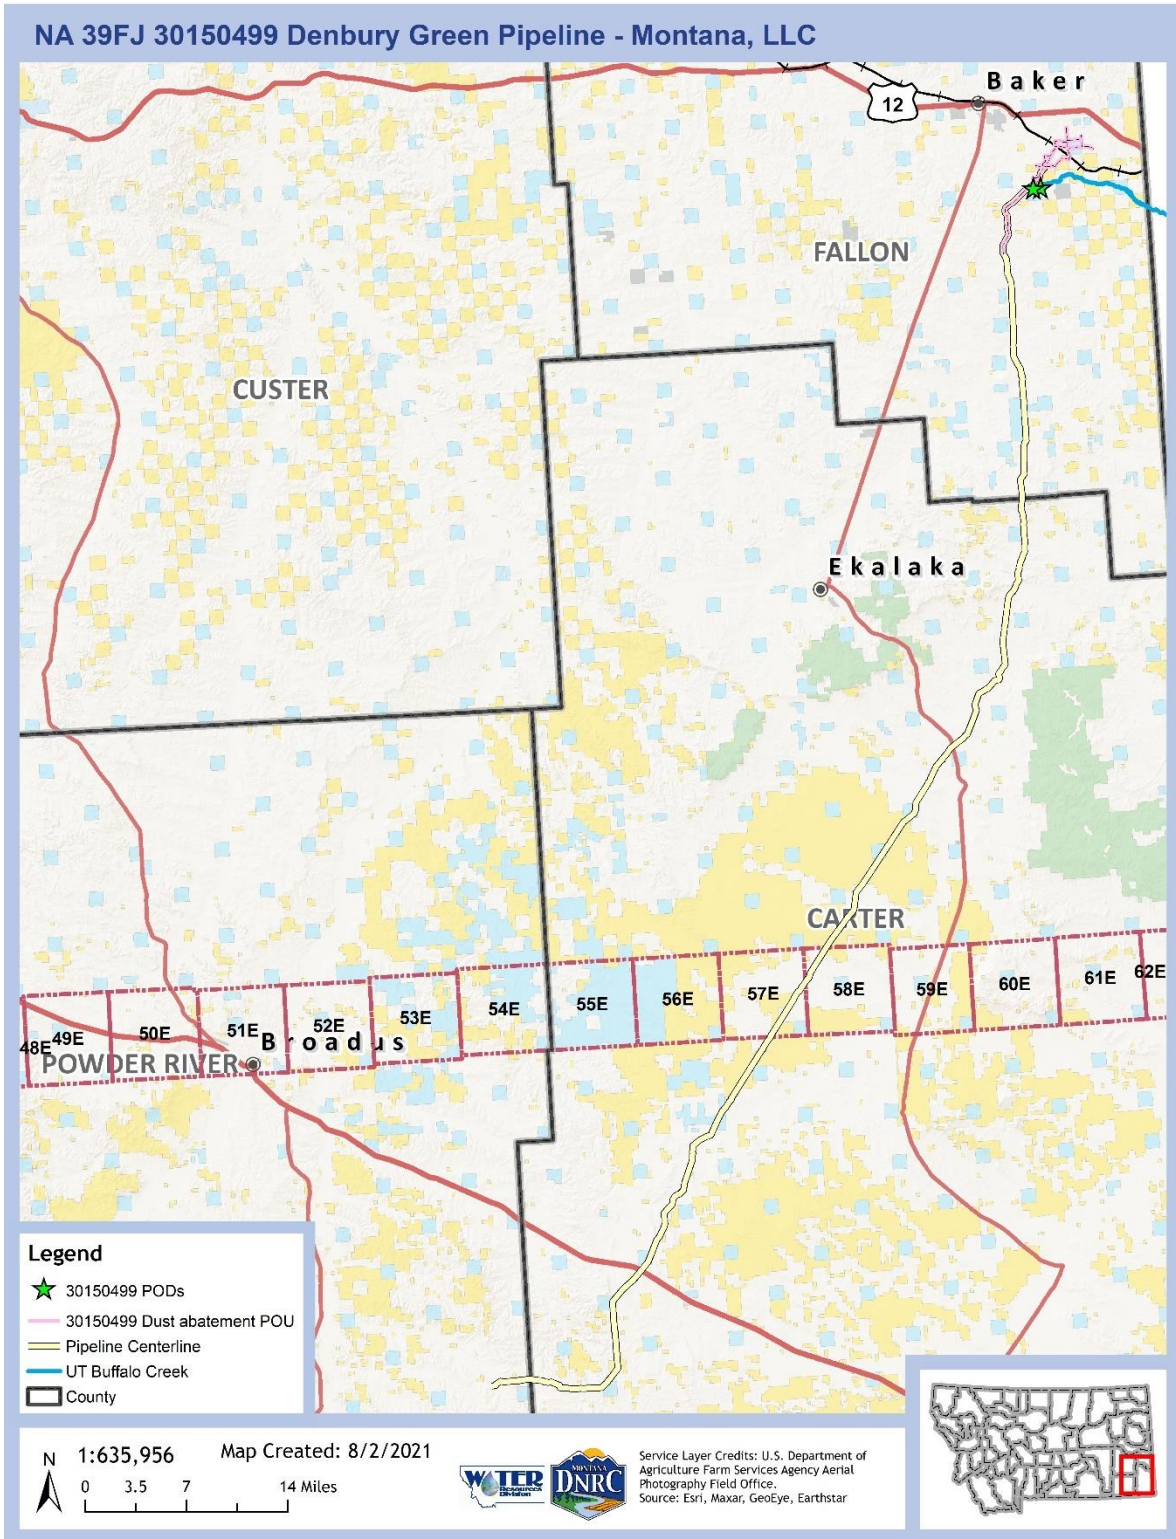 NA 39FJ 30150499 Denbury Green Pipeline - Montana, LLC
Baker
12
FALLON
CUSTER
Ekalaka
CARTER
48E 49E 50E 51E 52E 53E 54E 55E 56E 57E 58E 59E 60E 61E 62E
Broadus
POWDER RIVER
Legend
30150499 PODs
30150499 Dust abatement POU
Pipeline Centerline
UT Buffalo Creek
County
N
1:635,956
Map Created: 8/2/2021
0 3.5 7 14 Miles
WATER
Resources
Division
MONTANA
DNRC
Service Layer Credits: U.S. Department of
Agriculture Farm Services Agency Aerial
Photography Field Office.
Source: Esri, Maxar, GeoEye, Earthstar